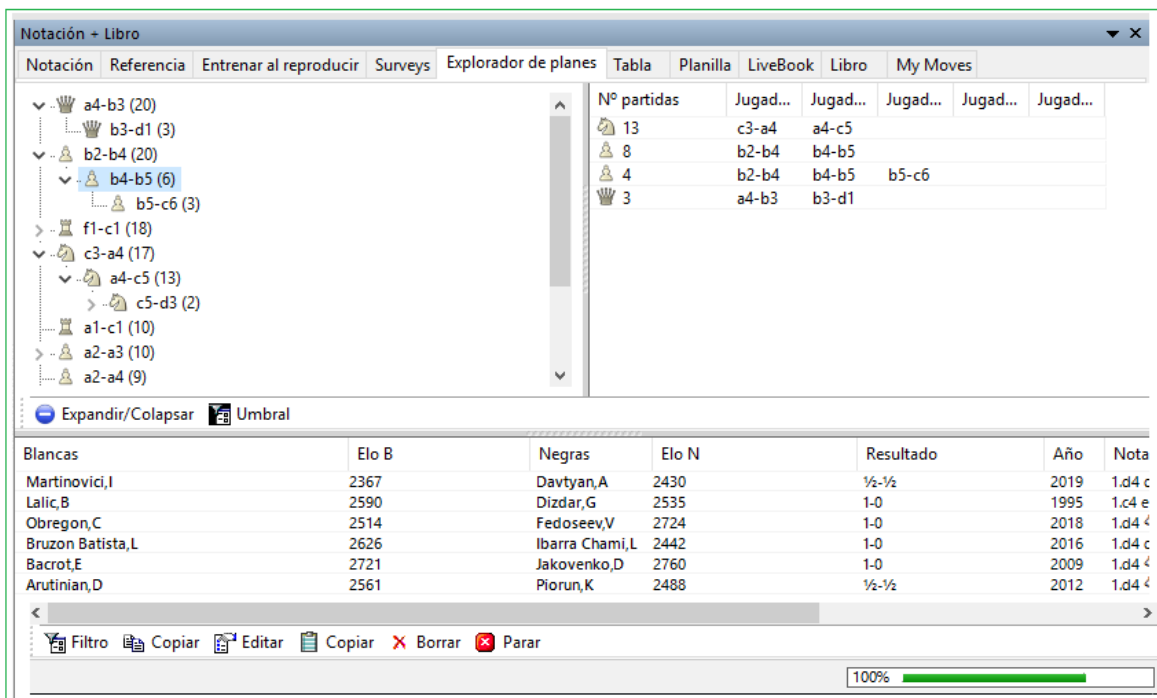 Notación + Libro
Notación Referencia Entrenar al reproducir Surveys Explorador de planes Tabla Planilla LiveBook Libro My Moves
a4-b3 (20)
b3-d1 (3)
b2-b4 (20)
b4-b5 (6)
b5-c6 (3)
f1-c1 (18)
c3-a4 (17)
a4-c5 (13)
c5-d3 (2)
a1-c1 (10)
a2-a3 (10)
a2-a4 (9)
Nº partidas Jugad... Jugad... Jugad... Jugad... Jugad...
13 c3-a4 a4-c5
8 b2-b4 b4-b5
4 b2-b4 b4-b5 b5-c6
3 a4-b3 b3-d1
Expandir/Colapsar Umbral
Blancas Elo B Negras Elo N Resultado Año Nota
Martinovici,I 2367 Davtyan,A 2430 ½-½ 2019 1.d4 d
Lalic,B 2590 Dizdar,G 2535 1-0 1995 1.c4 e
Obregon,C 2514 Fedoseev,V 2724 1-0 2018 1.d4
Bruzon Batista,L 2626 Ibarra Chami,L 2442 1-0 2016 1.d4 d
Bacrot,E 2721 Jakovenko,D 2760 1-0 2009 1.d4
Arutinian,D 2561 Piorun,K 2488 ½-½ 2012 1.d4
Filtro Copiar Editar Copiar Borrar Parar
100%